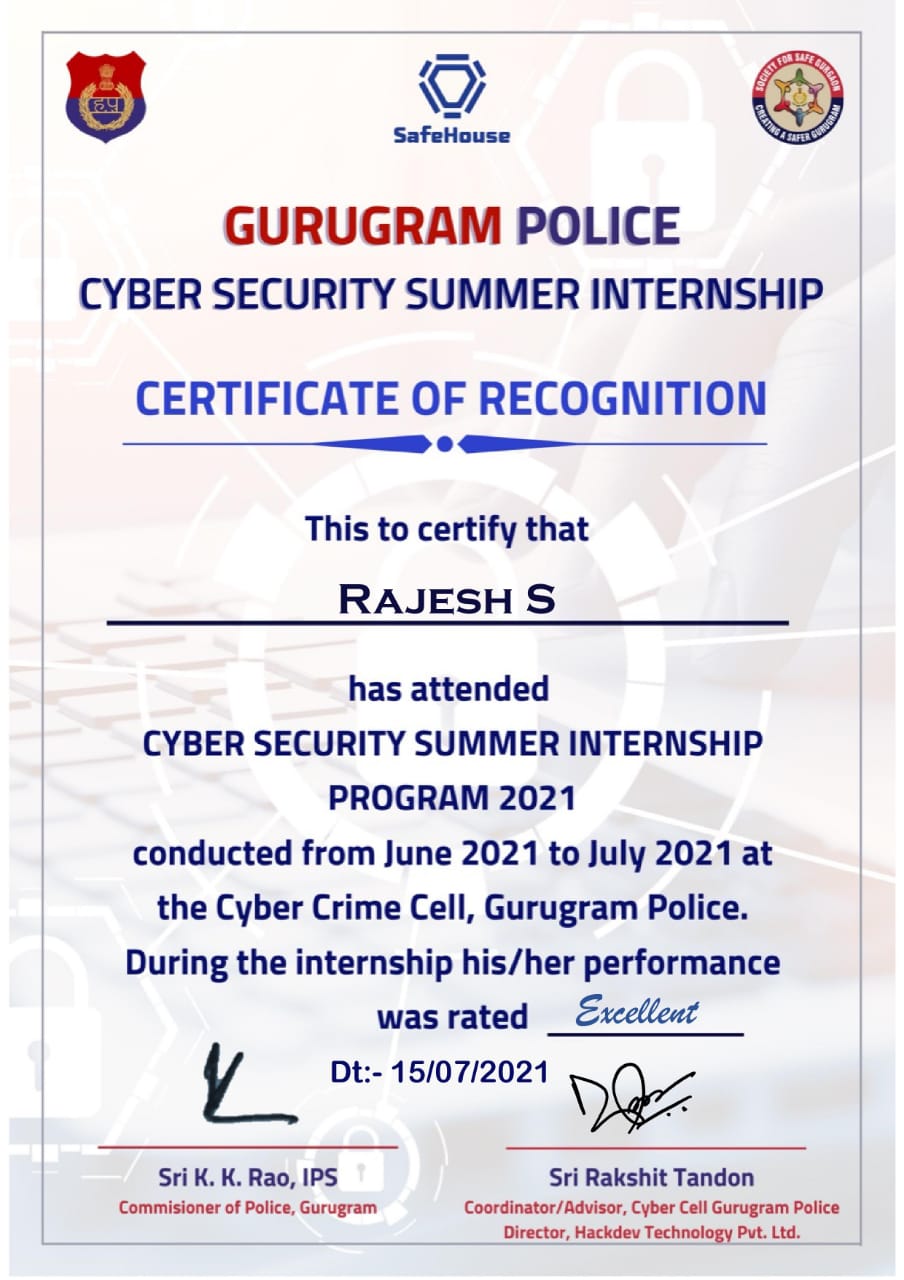 ह पु
SafeHouse
SOCIETY FOR SAFE GURGAON
CREATING A SAFER GURUGRAM
GURUGRAM POLICE
CYBER SECURITY SUMMER INTERNSHIP
CERTIFICATE OF RECOGNITION
This to certify that
RAJESH S
has attended
CYBER SECURITY SUMMER INTERNSHIP
PROGRAM 2021
conducted from June 2021 to July 2021 at
the Cyber Crime Cell, Gurugram Police.
During the internship his/her performance
was rated Excellent
Dt:- 15/07/2021
Sri K. K. Rao, IPS
Commisioner of Police, Gurugram
Sri Rakshit Tandon
Coordinator/Advisor, Cyber Cell Gurugram Police
Director, Hackdev Technology Pvt. Ltd.